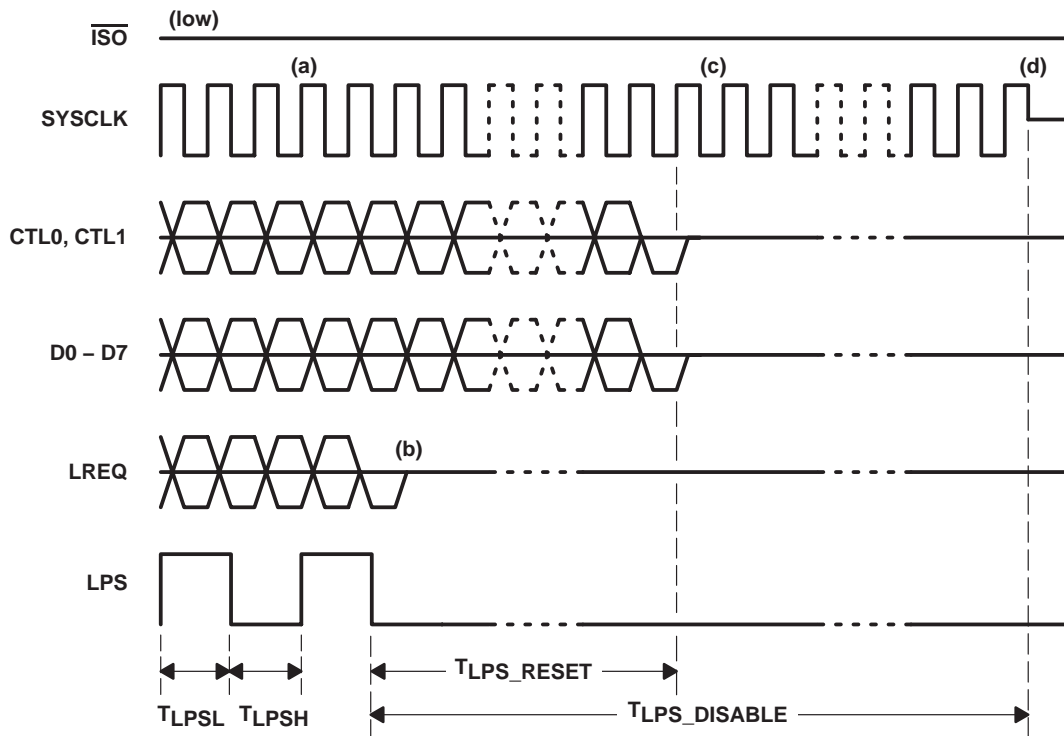 (low)
ISO
(a) (c) (d)
SYSCLK
CTL0, CTL1
D0 – D7
(b)
LREQ
LPS
TLPS_RESET
TLPSL TLPSH TLPS_DISABLE